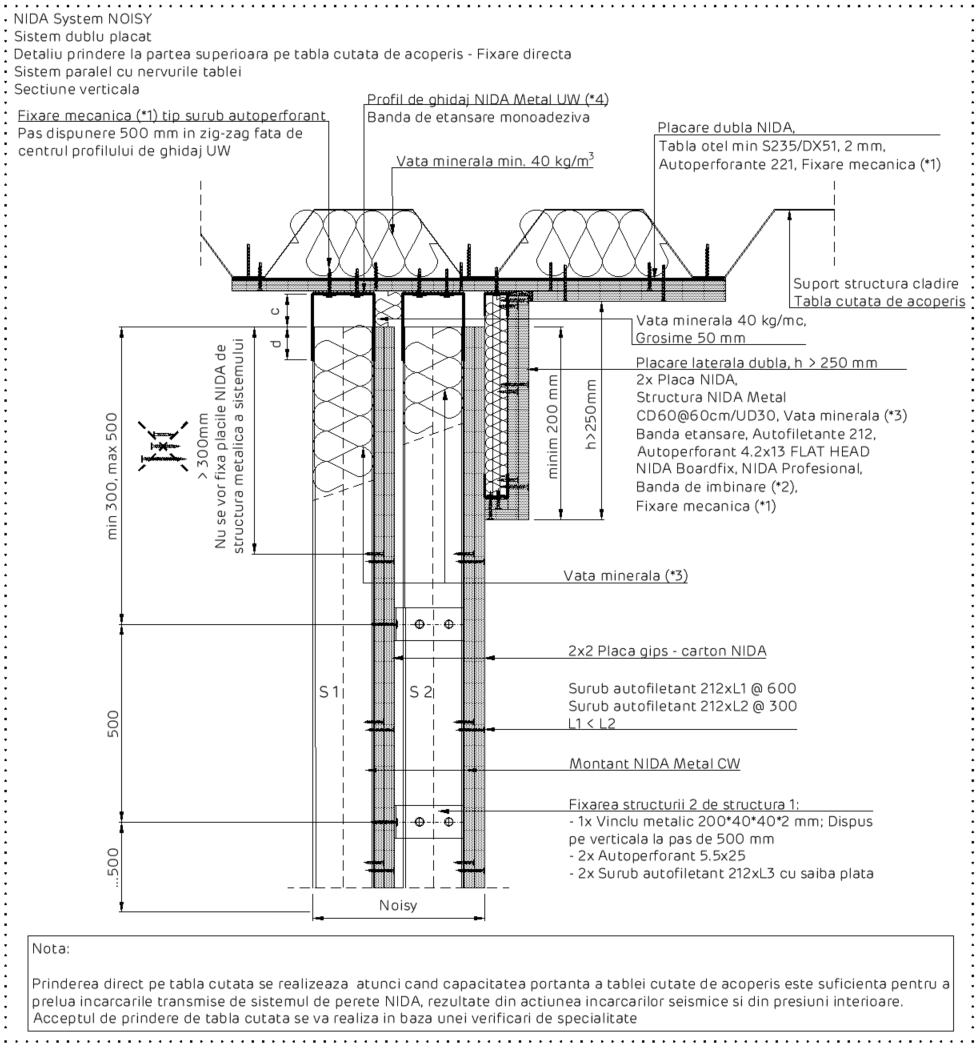 NIDA System NOISY
Sistem dublu placat
Detaliu prindere la partea superioara pe tabla cutata de acoperis - Fixare directa
Sistem paralel cu nervurile tablei
Sectiune verticala
Fixare mecanica (*1) tip surub autoperforant
Pas dispunere 500 mm in zig-zag fata de
centrul profilului de ghidaj UW
Profil de ghidaj NIDA Metal UW (*4)
Banda de etansare monoadeziva
Vata minerala min. 40 kg/m³
Placare dubla NIDA,
Tabla otel min S235/DX51, 2 mm,
Autoperforante 221, Fixare mecanica (*1)
Suport structura cladire
Tabla cutata de acoperis
Vata minerala 40 kg/mc,
Grosime 50 mm
Placare laterala dubla, h > 250 mm
2x Placa NIDA,
Structura NIDA Metal
CD60@60cm/UD30, Vata minerala (*3)
Banda etansare, Autofiletante 212,
Autoperforant 4.2x13 FLAT HEAD
NIDA Boardfix, NIDA Profesional,
Banda de imbinare (*2),
Fixare mecanica (*1)
c
d
min 300, max 500
> 300mm
Nu se vor fixa placile NIDA de
structura metalica a sistemului
minim 200 mm
h>250mm
Vata minerala (*3)
2x2 Placa gips - carton NIDA
S 1
S 2
Surub autofiletant 212xL1 @ 600
Surub autofiletant 212xL2 @ 300
L1 < L2
500
Montant NIDA Metal CW
Fixarea structurii 2 de structura 1:
- 1x Vinclu metalic 200*40*40*2 mm; Dispus
pe verticala la pas de 500 mm
- 2x Autoperforant 5.5x25
- 2x Surub autofiletant 212xL3 cu saiba plata
...500
Noisy
Nota:
Prinderea direct pe tabla cutata se realizeaza atunci cand capacitatea portanta a tablei cutate de acoperis este suficienta pentru a
prelua incarcarile transmise de sistemul de perete NIDA, rezultate din actiunea incarcarilor seismice si din presiuni interioare.
Acceptul de prindere de tabla cutata se va realiza in baza unei verificari de specialitate